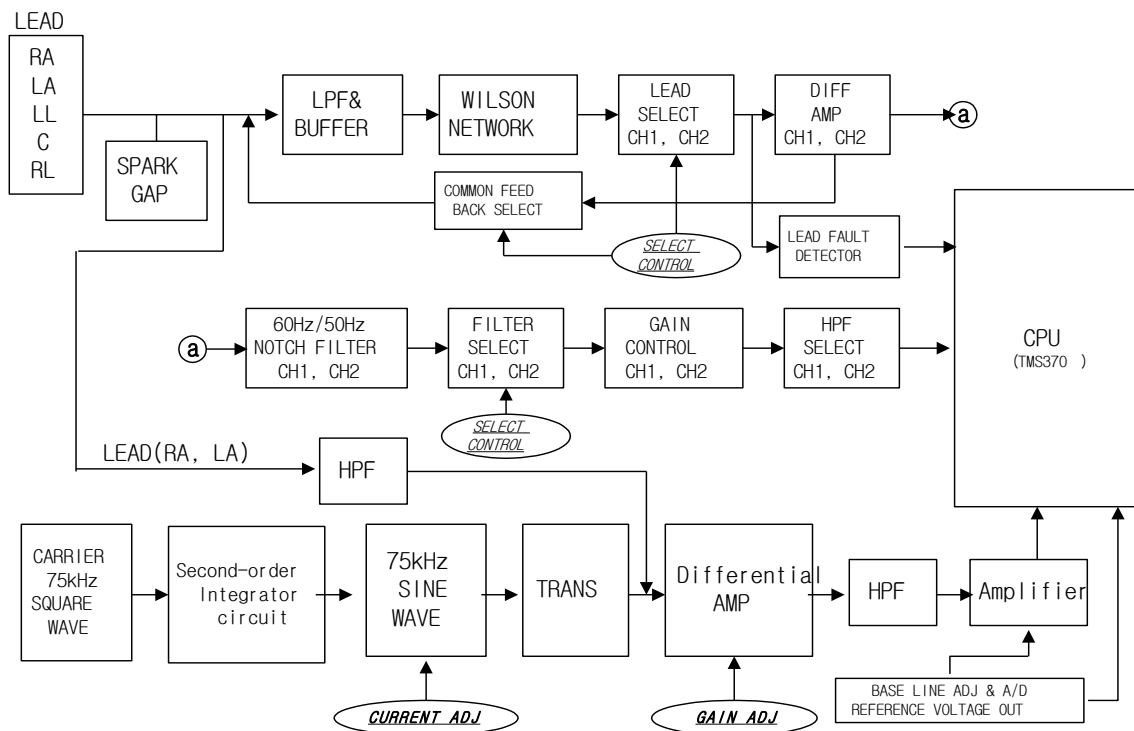 LEAD
RA
LA
LL
C
RL
SPARK
GAP
LPF&
BUFFER
WILSON
NETWORK
LEAD
SELECT
CH1, CH2
DIFF
AMP
CH1, CH2
ⓐ
COMMON FEED
BACK SELECT
SELECT
CONTROL
LEAD FAULT
DETECTOR
CPU
(TMS370 )
ⓐ
60Hz/50Hz
NOTCH FILTER
CH1, CH2
FILTER
SELECT
CH1, CH2
GAIN
CONTROL
CH1, CH2
HPF
SELECT
CH1, CH2
SELECT
CONTROL
LEAD(RA, LA)
HPF
CARRIER
75kHz
SQUARE
WAVE
Second-order
Integrator
circuit
75kHz
SINE
WAVE
TRANS
Differential
AMP
HPF
Amplifier
CURRENT ADJ
GAIN ADJ
BASE LINE ADJ & A/D
REFERENCE VOLTAGE OUT